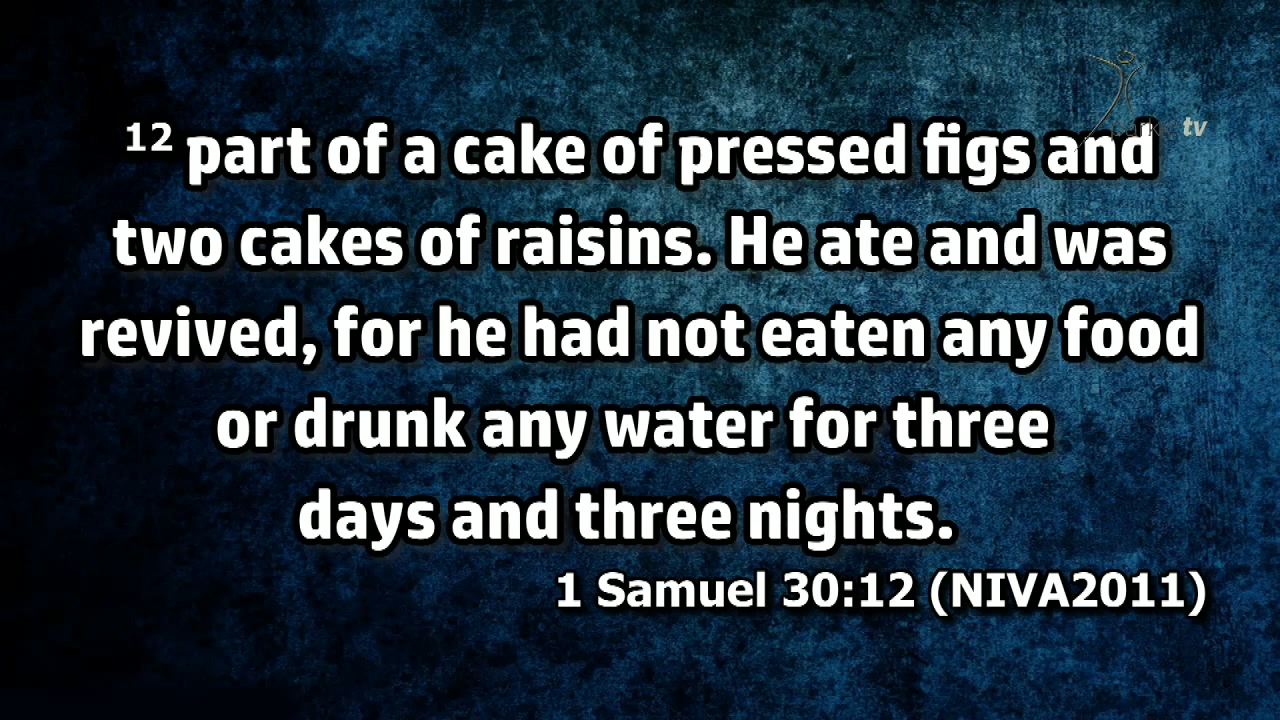 tv
12 part of a cake of pressed figs and
two cakes of raisins. He ate and was
revived, for he had not eaten any food
or drunk any water for three
days and three nights.
1 Samuel 30:12 (NIVA2011)